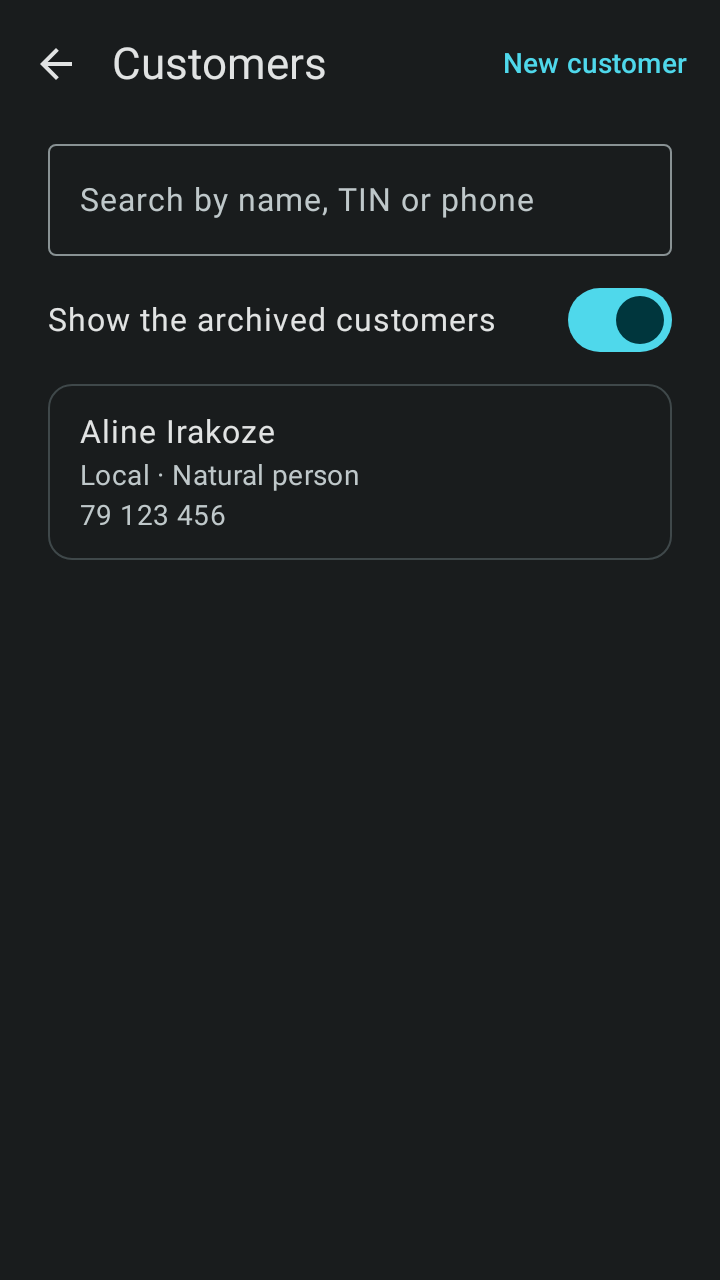 Customers
New customer
Search by name, TIN or phone
Show the archived customers
Aline Irakoze
Local · Natural person
79 123 456